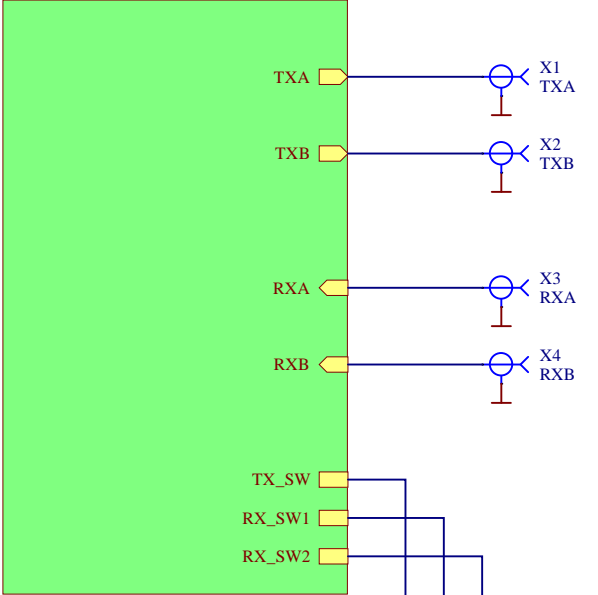 TXA
X1
TXA
TXB
X2
TXB
RXA
X3
RXA
RXB
X4
RXB
TX_SW
RX_SW1
RX_SW2